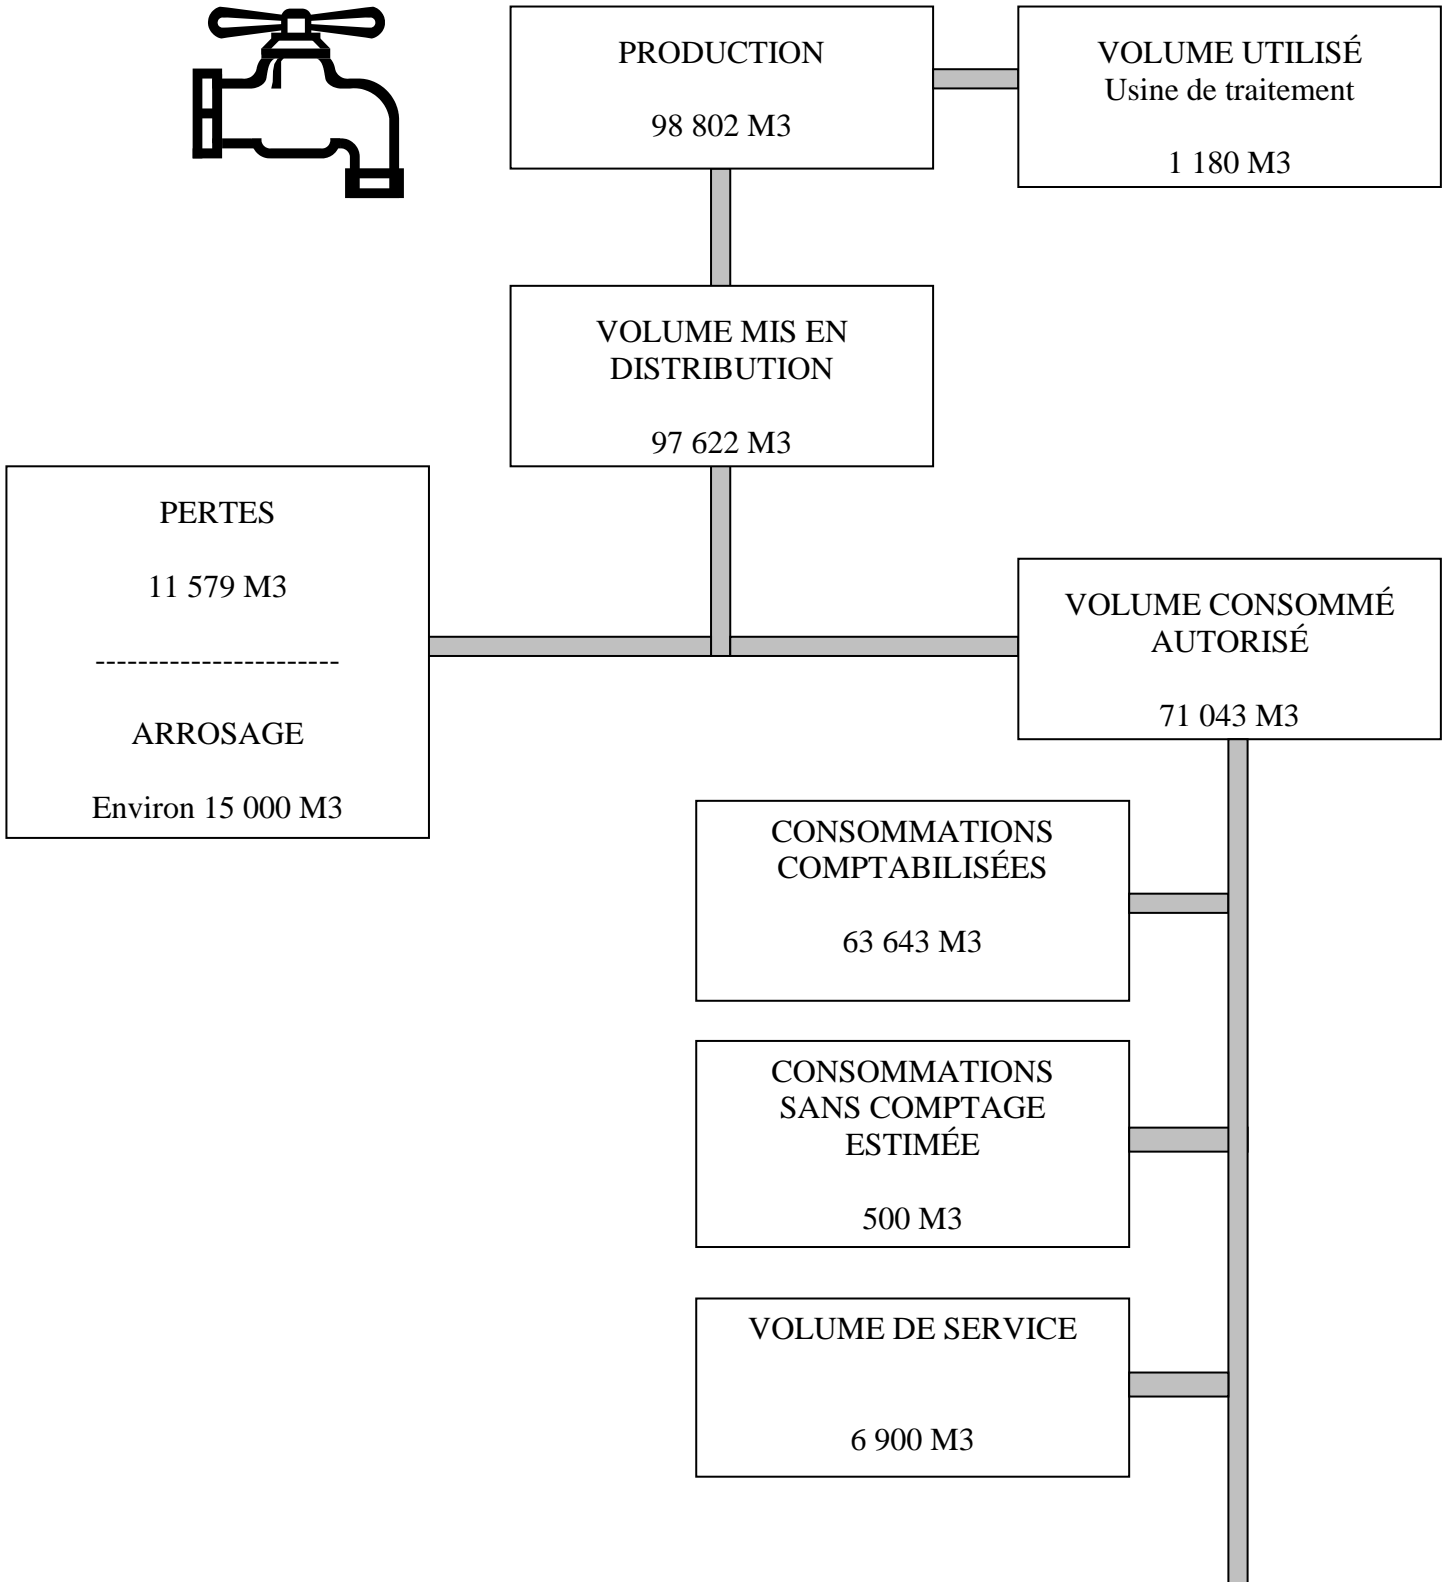 PRODUCTION
98 802 M3
VOLUME UTILISÉ
Usine de traitement
1 180 M3
VOLUME MIS EN
DISTRIBUTION
97 622 M3
PERTES
11 579 M3
-----------------------
ARROSAGE
Environ 15 000 M3
VOLUME CONSOMMÉ
AUTORISÉ
71 043 M3
CONSOMMATIONS
COMPTABILISÉES
63 643 M3
CONSOMMATIONS
SANS COMPTAGE
ESTIMÉE
500 M3
VOLUME DE SERVICE
6 900 M3